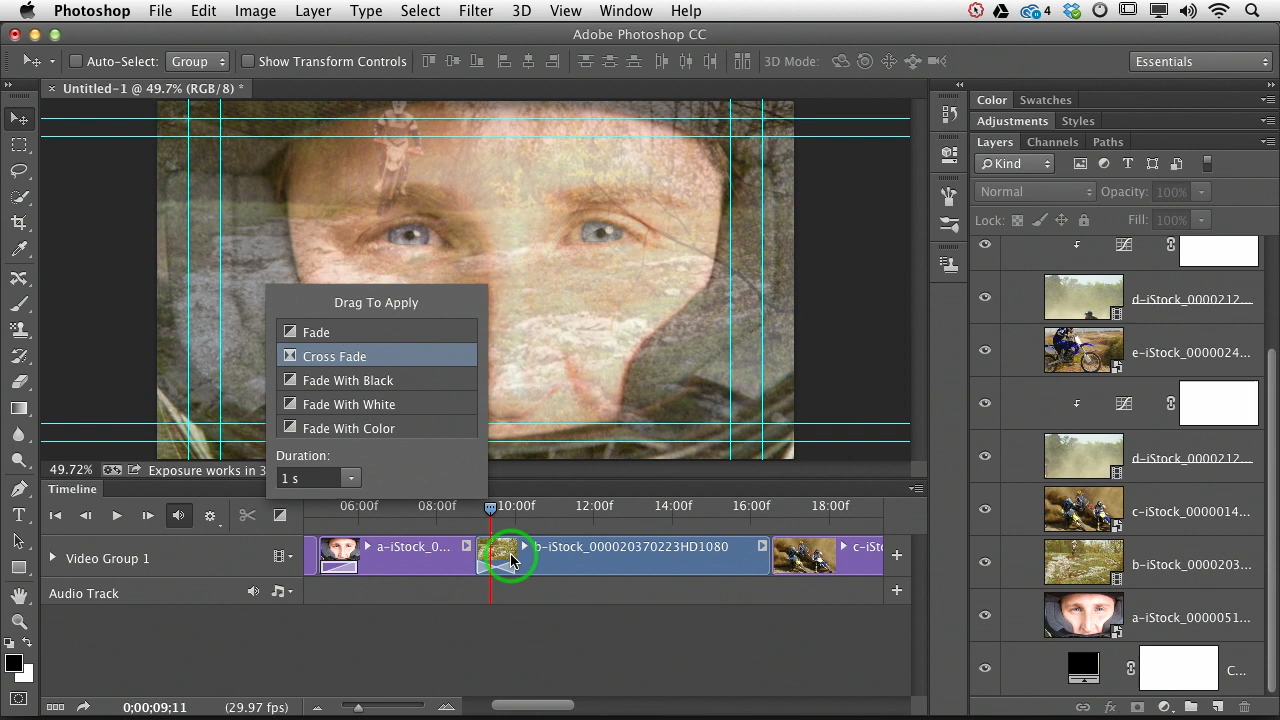 Photoshop File Edit Image Layer Type Select Filter 3D View Window Help 4
Adobe Photoshop CC
Auto-Select: Group Show Transform Controls 3D Mode: Essentials
× Untitled-1 @ 49.7% (RGB/8) *
Color Swatches
Adjustments Styles
Layers Channels Paths
Kind
Normal Opacity: 100%
Lock: Fill: 100%
d-iStock_0000212...
e-iStock_0000024...
d-iStock_0000212...
c-iStock_0000014...
b-iStock_0000203...
a-iStock_0000051...
C...
Drag To Apply
Fade
Cross Fade
Fade With Black
Fade With White
Fade With Color
Duration:
1 s
49.72% Exposure works in 3
Timeline
06:00f 08:00f 10:00f 12:00f 14:00f 16:00f 18:00f
Video Group 1 a-iStock_0... b-iStock_000020370223HD1080 c-iSto
Audio Track
0;00;09;11 (29.97 fps)